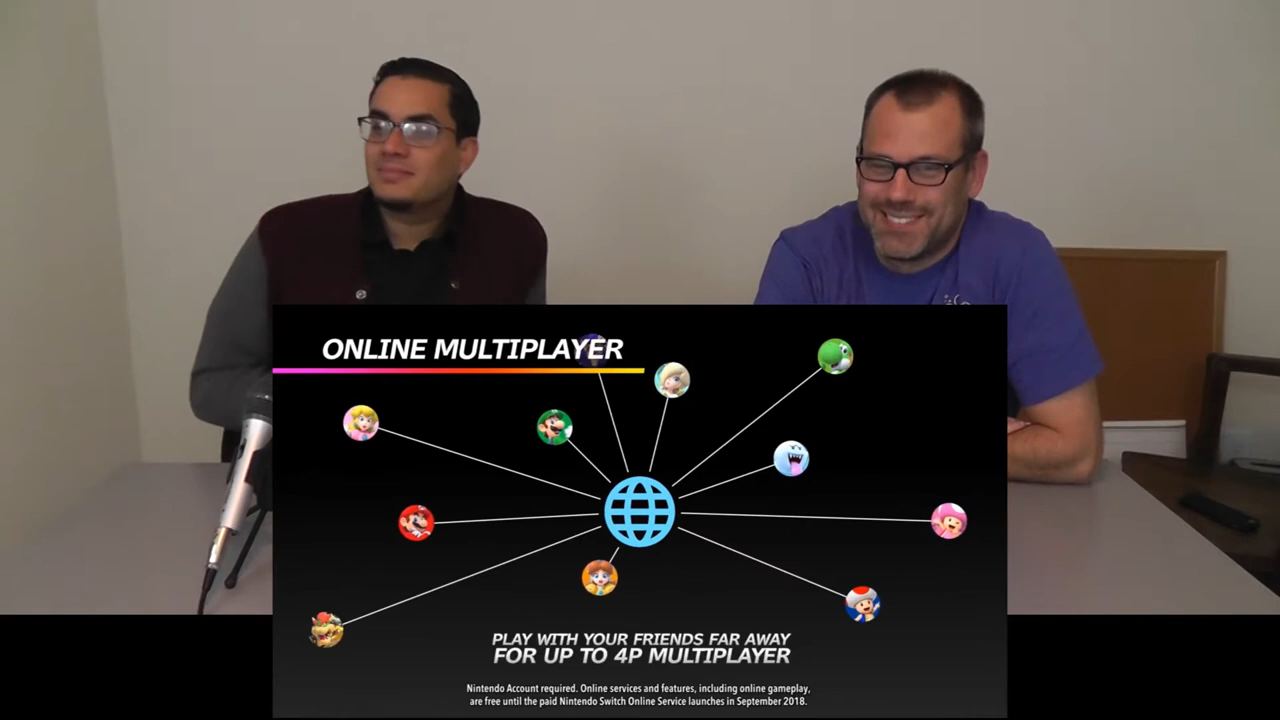 ONLINE MULTIPLAYER
PLAY WITH YOUR FRIENDS FAR AWAY
FOR UP TO 4P MULTIPLAYER
Nintendo Account required. Online services and features, including online gameplay,
are free until the paid Nintendo Switch Online Service launches in September 2018.